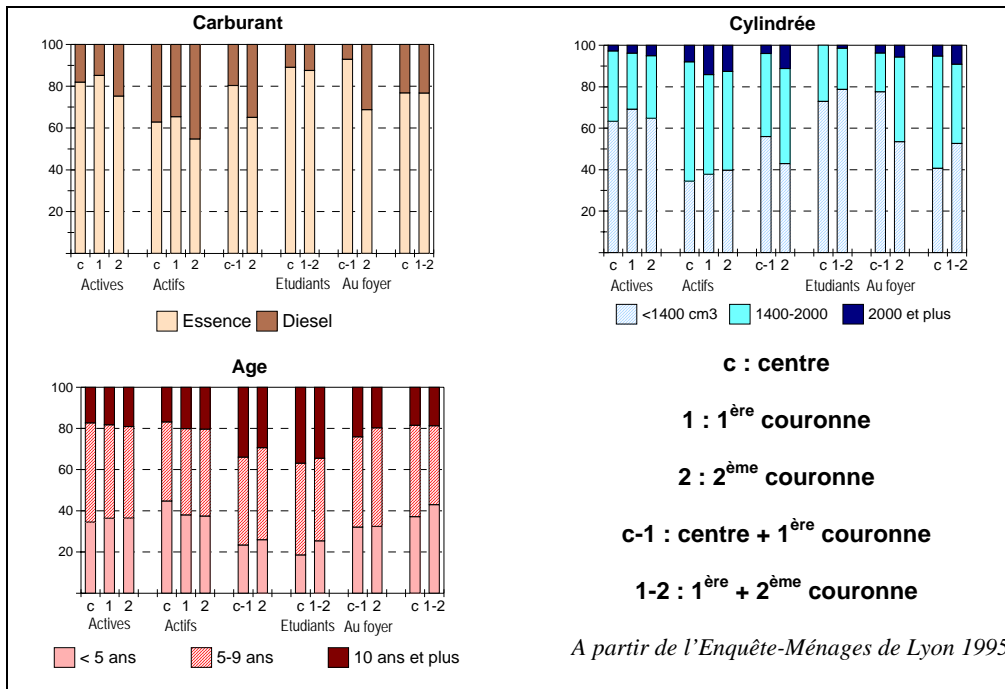 Carburant
100
80
60
40
20
c 1 2 c 1 2 c-1 2 c 1-2 c-1 2 c 1-2
Actives Actifs Etudiants Au foyer
Essence Diesel
Cylindrée
100
80
60
40
20
c 1 2 c 1 2 c-1 2 c 1-2 c-1 2 c 1-2
Actives Actifs Etudiants Au foyer
<1400 cm3 1400-2000 2000 et plus
Age
100
80
60
40
20
c 1 2 c 1 2 c-1 2 c 1-2 c-1 2 c 1-2
Actives Actifs Etudiants Au foyer
< 5 ans 5-9 ans 10 ans et plus
c : centre
1 : 1ère couronne
2 : 2ème couronne
c-1 : centre + 1ère couronne
1-2 : 1ère + 2ème couronne
A partir de l'Enquête-Ménages de Lyon 1995